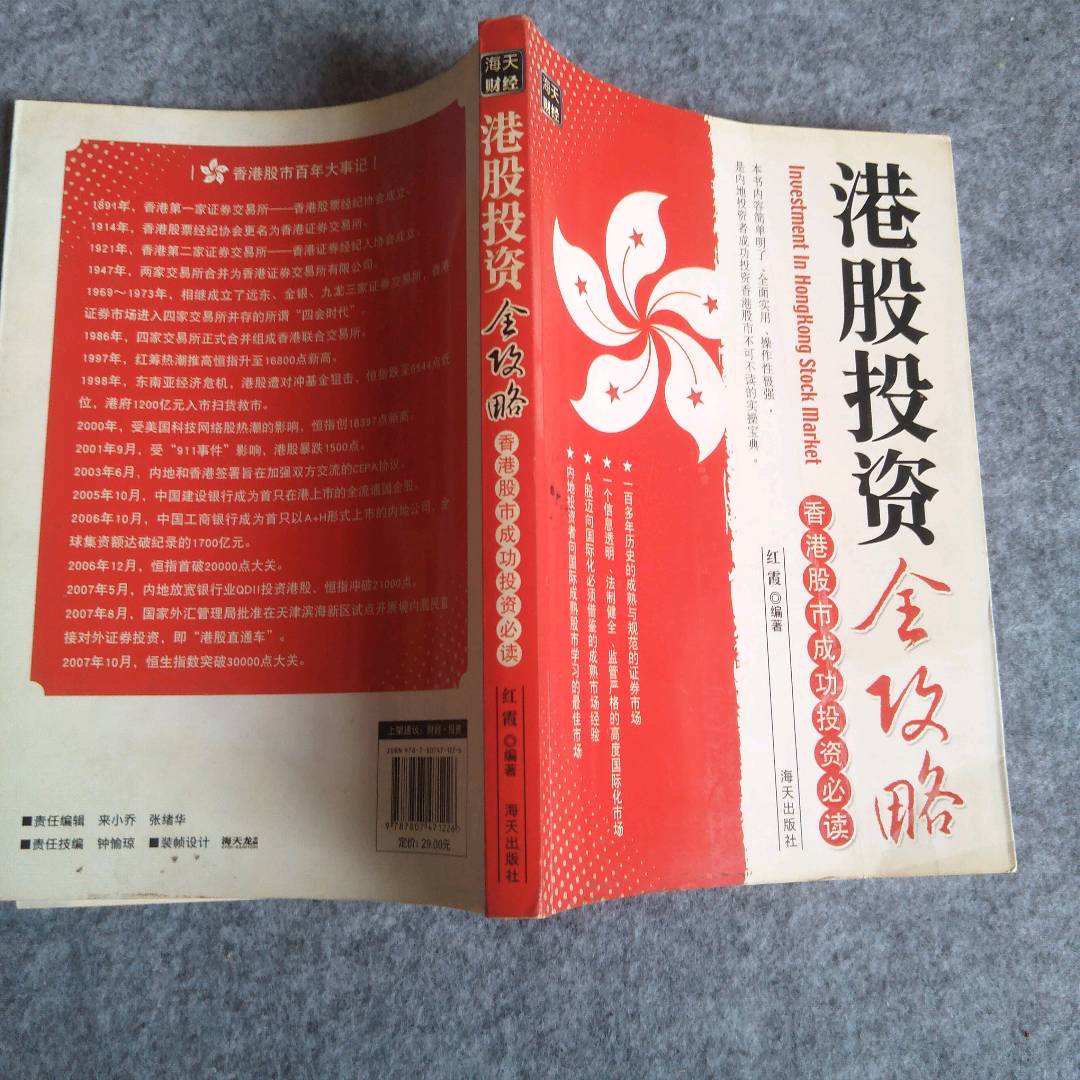 香港股市百年大事记
1891年，香港第一家证券交易所——香港股票经纪协会成立。
1914年，香港股票经纪协会更名为香港证券交易所。
1921年，香港第二家证券交易所——香港证券经纪人协会成立。
1947年，两家交易所合并为香港证券交易所有限公司。
1969～1973年，相继成立了远东、金银、九龙三家证券交易所，香港
证券市场进入四家交易所并存的所谓“四会时代”。
1986年，四家交易所正式合并组成香港联合交易所。
1997年，红筹热潮推高恒指升至16800点新高。
1998年，东南亚经济危机，港股遭对冲基金狙击，恒指跌至6544点低
位，港府1200亿元入市扫货救市。
2000年，受美国科技网络股热潮的影响，恒指创18397点新高。
2001年9月，受“911事件”影响，港股暴跌1500点。
2003年6月，内地和香港签署旨在加强双方交流的CEPA协议。
2005年10月，中国建设银行成为首只在港上市的全流通国企股。
2006年10月，中国工商银行成为首只以A+H形式上市的内地公司，全
球集资额达破纪录的1700亿元。
2006年12月，恒指首破20000点大关。
2007年5月，内地放宽银行业QDII投资港股、恒指冲破21000点。
2007年8月，国家外汇管理局批准在天津滨海新区试点开展境内居民直
接对外证券投资，即“港股直通车”。
2007年10月，恒生指数突破30000点大关。
上架建议：财经·投资
ISBN 978-7-80747-122-6
9787807471226
定价：29.00元
■责任编辑 来小乔 张绪华
■责任技编 钟愉琼 ■装帧设计 海天龙
海天
财经
港股投资全攻略
香港股市成功投资必读
红霞◎编著
海天出版社
海天
财经
港股投资
全攻略
Investment In HongKong Stock Market
香港股市成功投资必读
本书内容简单明了、全面实用、操作性很强，
是内地投资者成功投资香港股市不可不读的实操宝典。
★一百多年历史的成熟与规范的证券市场
★一个信息透明、法制健全、监管严格的高度国际化市场
★A股迈向国际化必须借鉴的成熟市场经验
★内地投资者向国际成熟股市学习的最佳市场
红霞◎编著
海天出版社